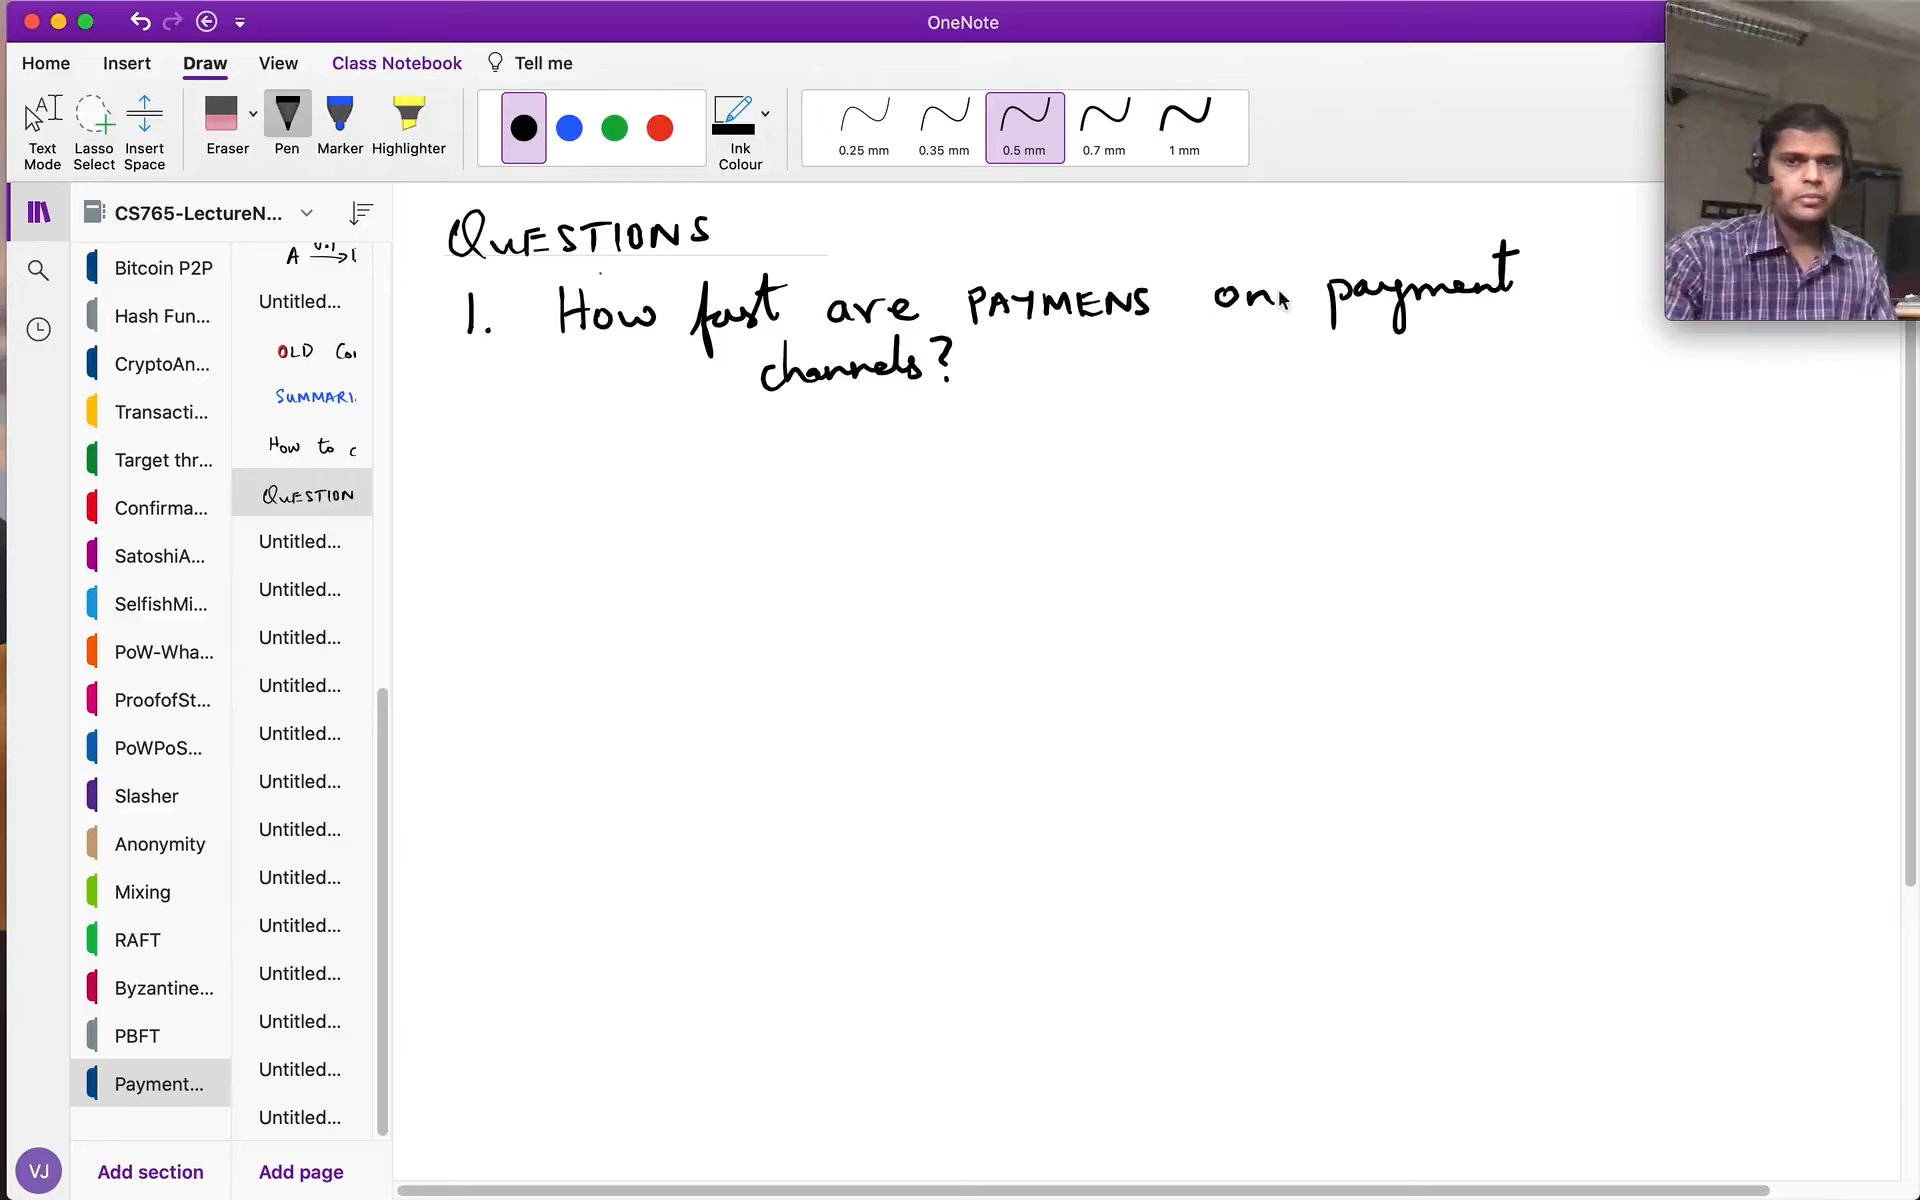 OneNote
Home Insert Draw View Class Notebook Tell me
Text Mode
Lasso Select
Insert Space
Eraser
Pen
Marker
Highlighter
Ink Colour
0.25 mm
0.35 mm
0.5 mm
0.7 mm
1 mm
CS765-LectureN...
Bitcoin P2P
Hash Fun...
CryptoAn...
Transacti...
Target thr...
Confirma...
SatoshiA...
SelfishMi...
PoW-Wha...
ProofofSt...
PoWPoS...
Slasher
Anonymity
Mixing
RAFT
Byzantine...
PBFT
Payment...
Add section
VJ
A
Untitled...
OLD Co
SUMMARI
How to c
QUESTION
Untitled...
Untitled...
Untitled...
Untitled...
Untitled...
Untitled...
Untitled...
Untitled...
Untitled...
Untitled...
Untitled...
Untitled...
Untitled...
Add page
QUESTIONS
1. How fast are PAYMENS on payment
channels?